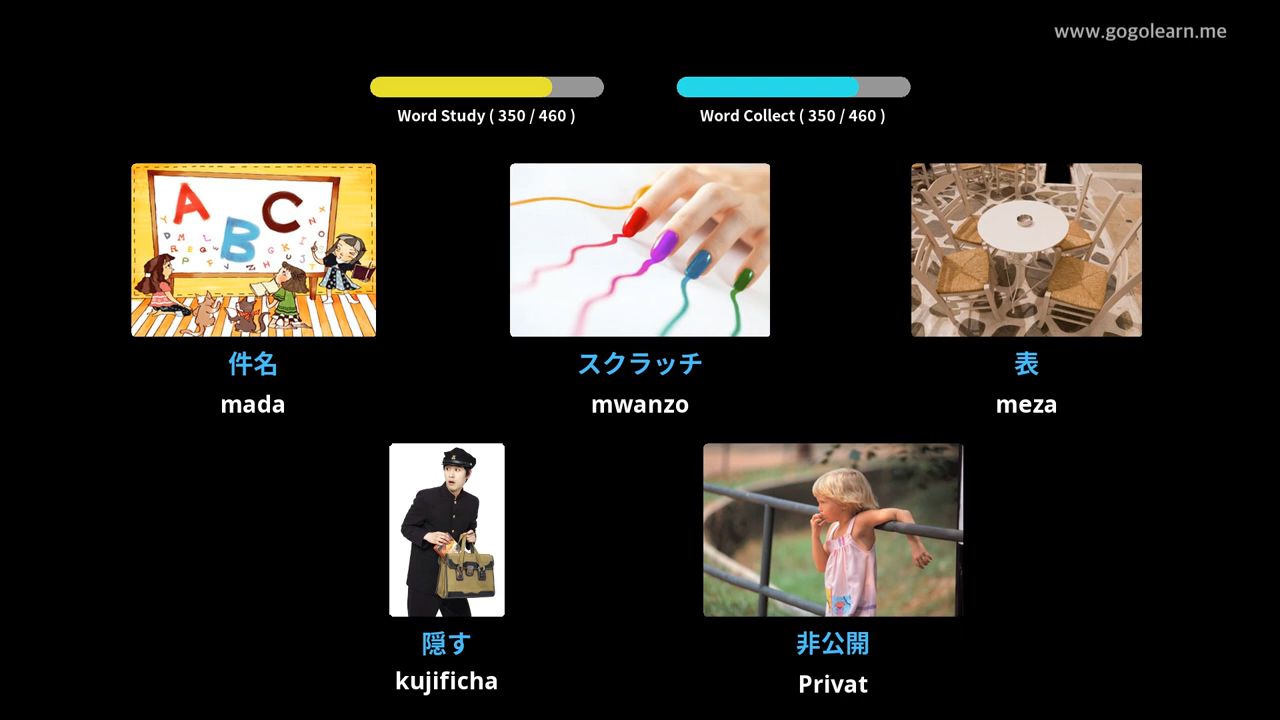 www.gogolearn.me
Word Study ( 350 / 460 )
Word Collect ( 350 / 460 )
A B C
件名
mada
スクラッチ
mwanzo
表
meza
隠す
kujificha
非公開
Privat